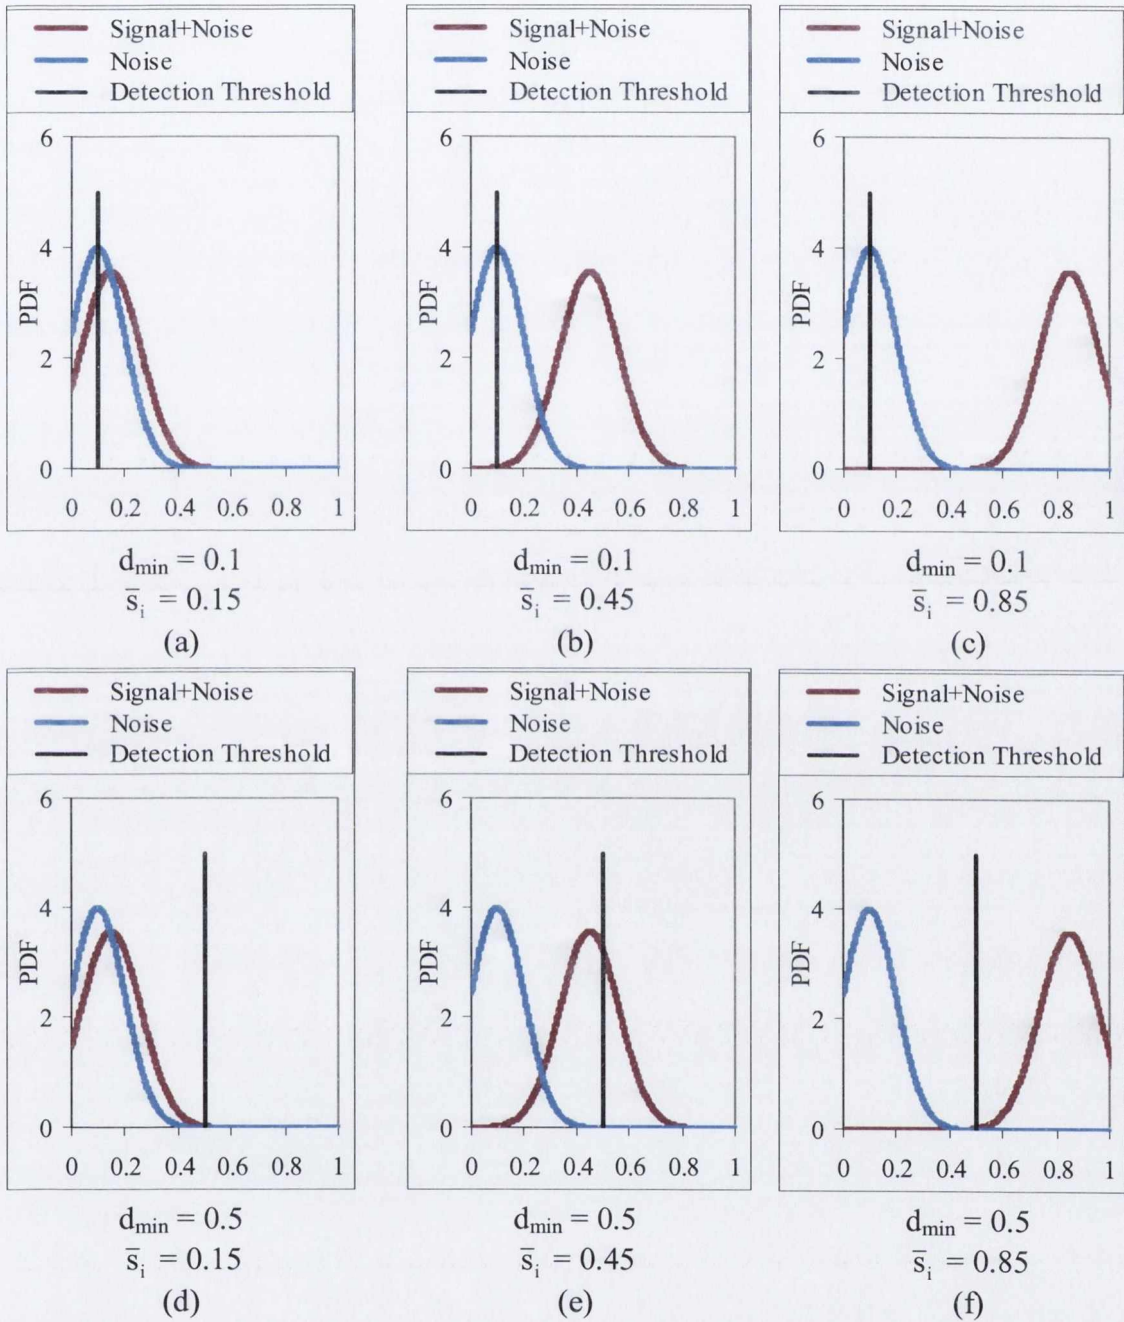 Signal+Noise
Noise
Detection Threshold
6
4
2
0
PDF
0 0.2 0.4 0.6 0.8 1
d_min = 0.1
s̅_i = 0.15
(a)
Signal+Noise
Noise
Detection Threshold
6
4
2
0
PDF
0 0.2 0.4 0.6 0.8 1
d_min = 0.1
s̅_i = 0.45
(b)
Signal+Noise
Noise
Detection Threshold
6
4
2
0
PDF
0 0.2 0.4 0.6 0.8 1
d_min = 0.1
s̅_i = 0.85
(c)
Signal+Noise
Noise
Detection Threshold
6
4
2
0
PDF
0 0.2 0.4 0.6 0.8 1
d_min = 0.5
s̅_i = 0.15
(d)
Signal+Noise
Noise
Detection Threshold
6
4
2
0
PDF
0 0.2 0.4 0.6 0.8 1
d_min = 0.5
s̅_i = 0.45
(e)
Signal+Noise
Noise
Detection Threshold
6
4
2
0
PDF
0 0.2 0.4 0.6 0.8 1
d_min = 0.5
s̅_i = 0.85
(f)